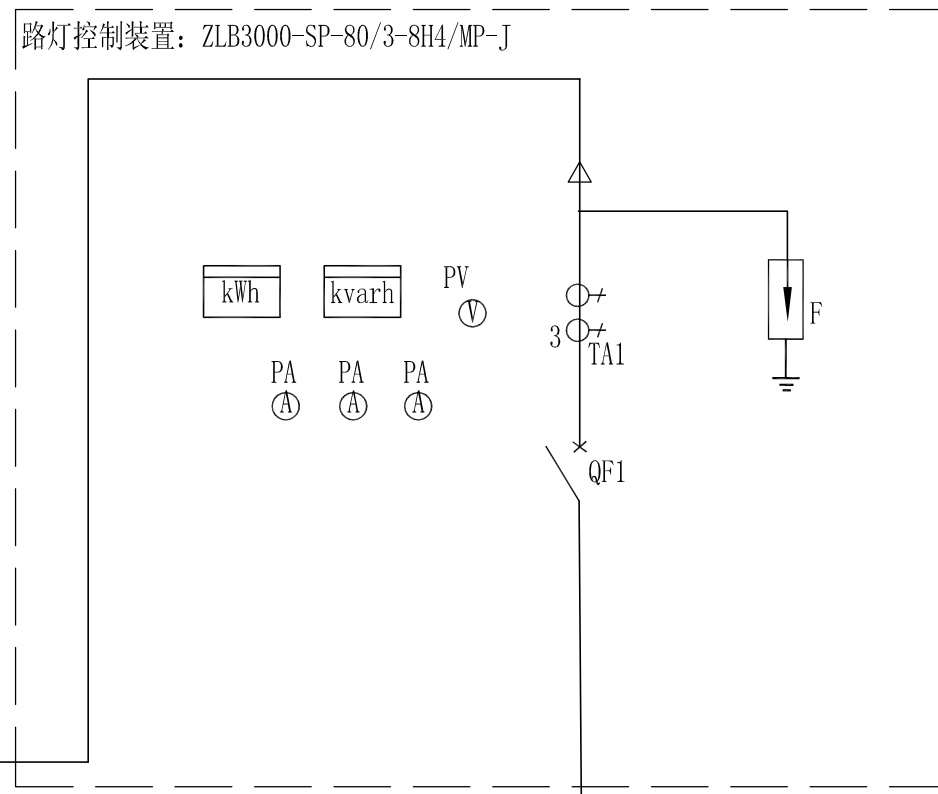 路灯控制装置：ZLB3000-SP-80/3-8H4/MP-J
kWh
kvarh
PV
V
3
TA1
F
PA
PA
PA
A
A
A
QF1